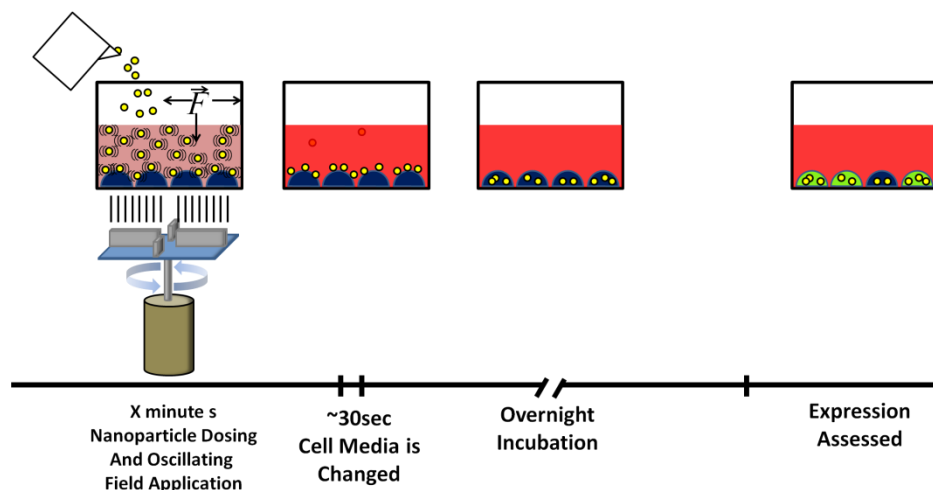 F
X minute s
Nanoparticle Dosing
And Oscillating
Field Application
~30sec
Cell Media is
Changed
Overnight
Incubation
Expression
Assessed